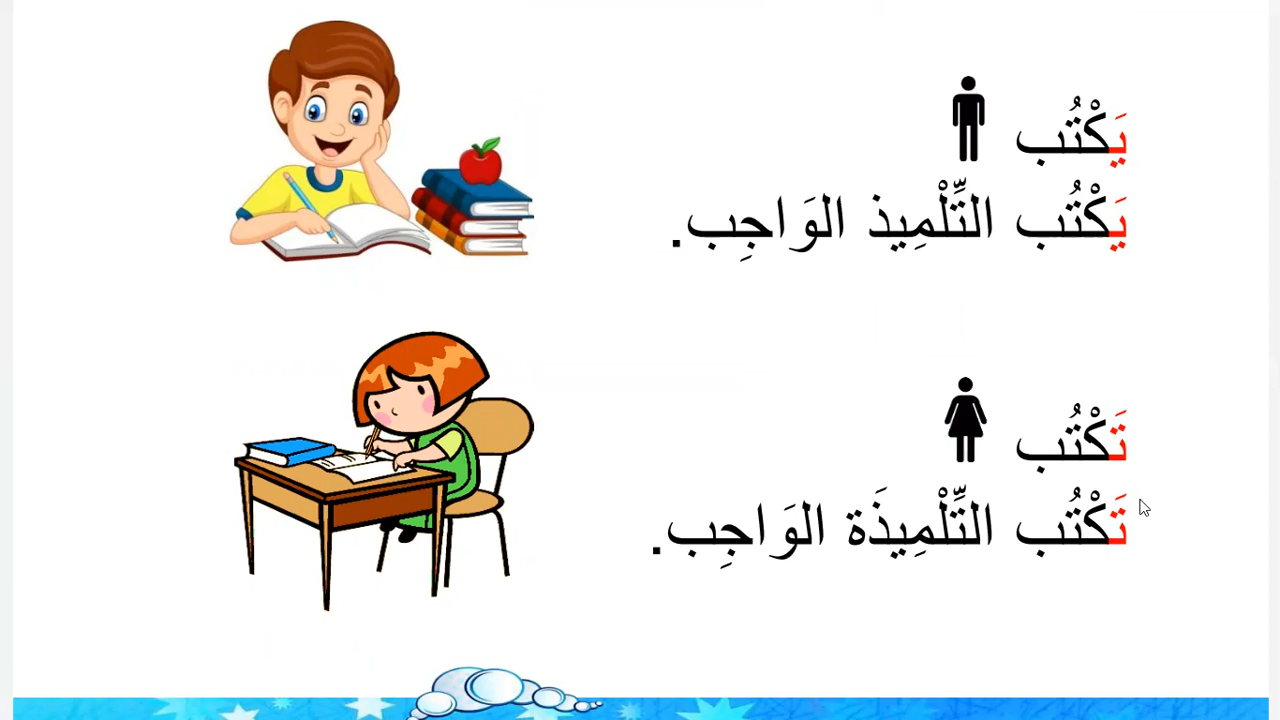 يَكْتُب
يَكْتُب التِّلْمِيذ الوَاجِب.
تَكْتُب
تَكْتُب التِّلْمِيذَة الوَاجِب.